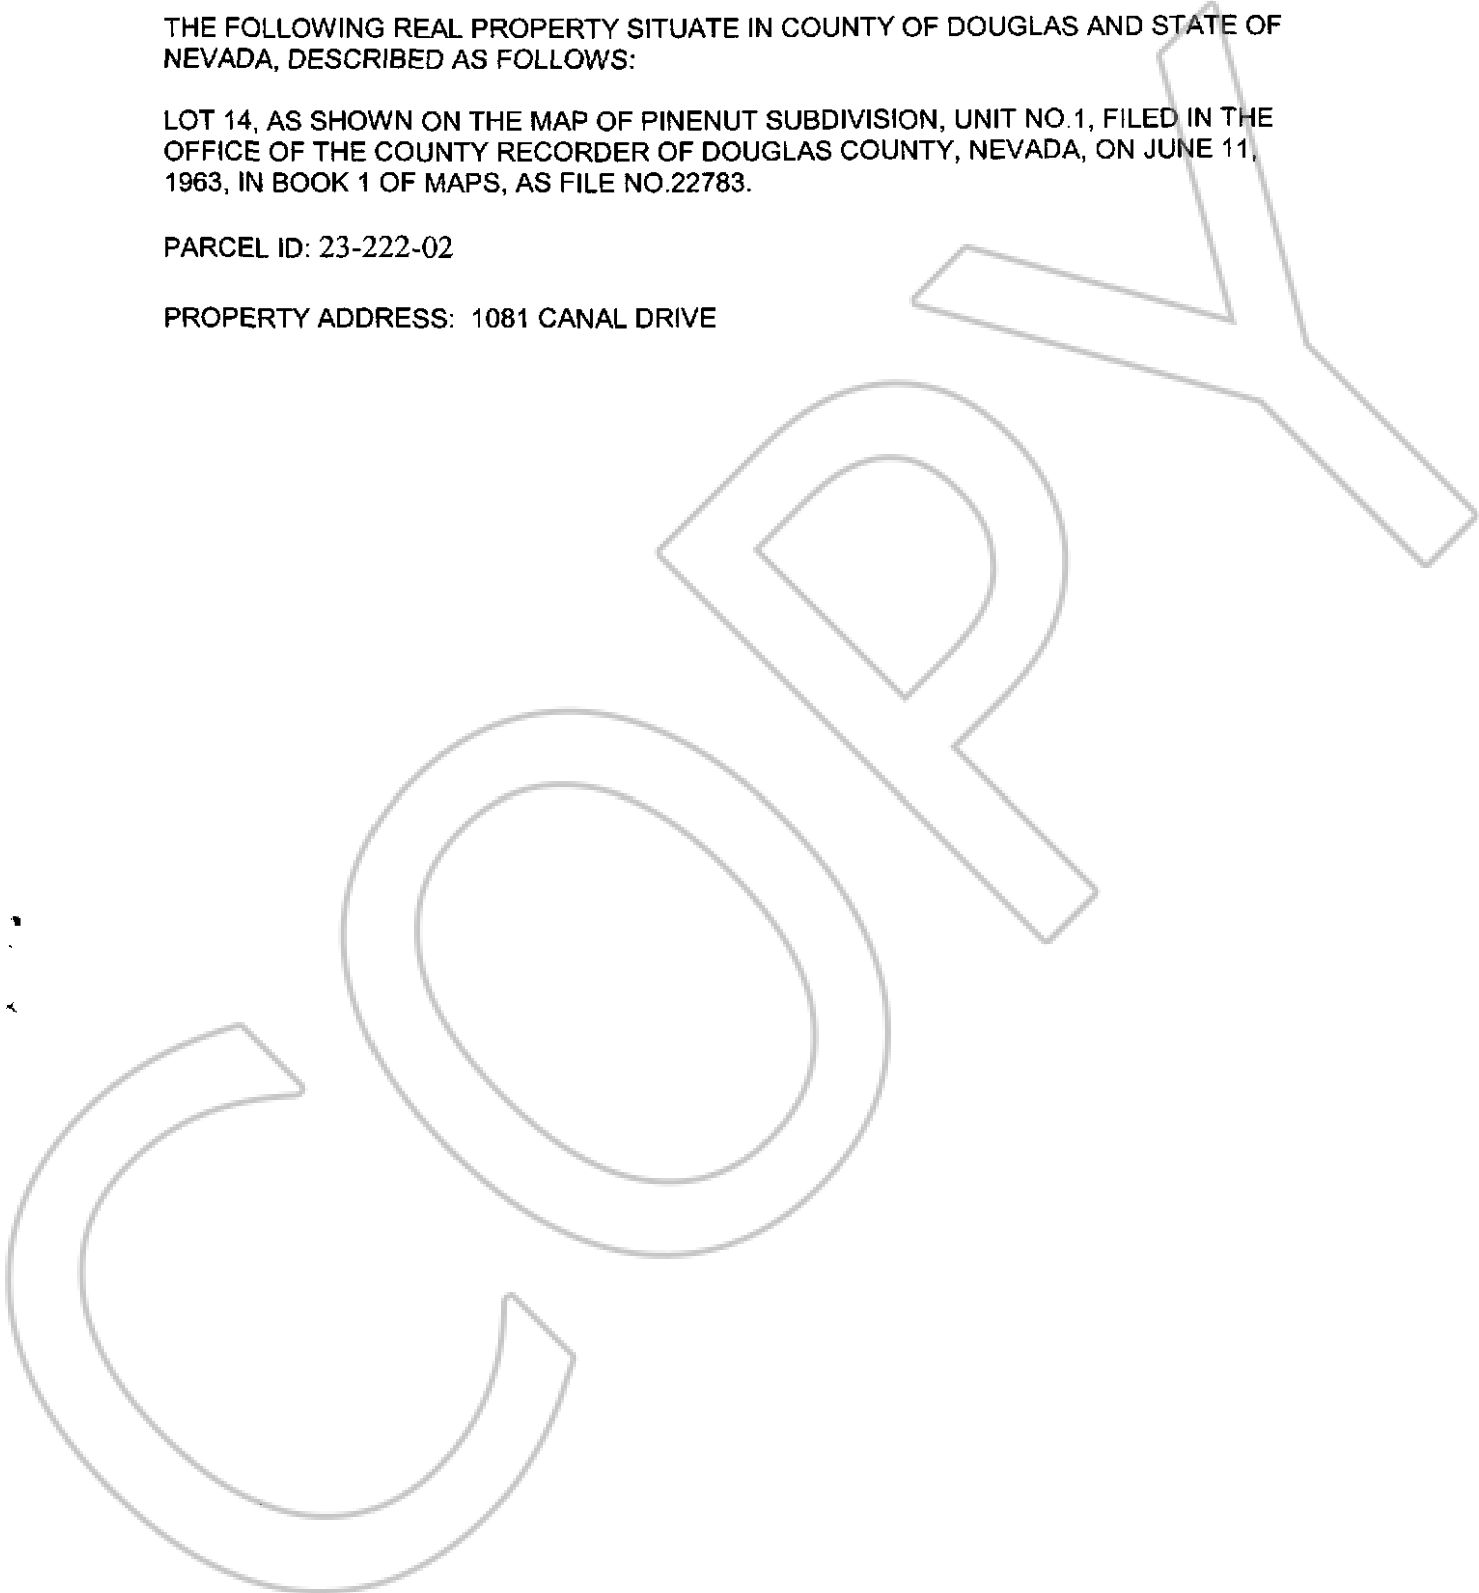 THE FOLLOWING REAL PROPERTY SITUATE IN COUNTY OF DOUGLAS AND STATE OF
NEVADA, DESCRIBED AS FOLLOWS:
LOT 14, AS SHOWN ON THE MAP OF PINENUT SUBDIVISION, UNIT NO.1, FILED IN THE
OFFICE OF THE COUNTY RECORDER OF DOUGLAS COUNTY, NEVADA, ON JUNE 11,
1963, IN BOOK 1 OF MAPS, AS FILE NO.22783.
PARCEL ID: 23-222-02
PROPERTY ADDRESS: 1081 CANAL DRIVE
COPY